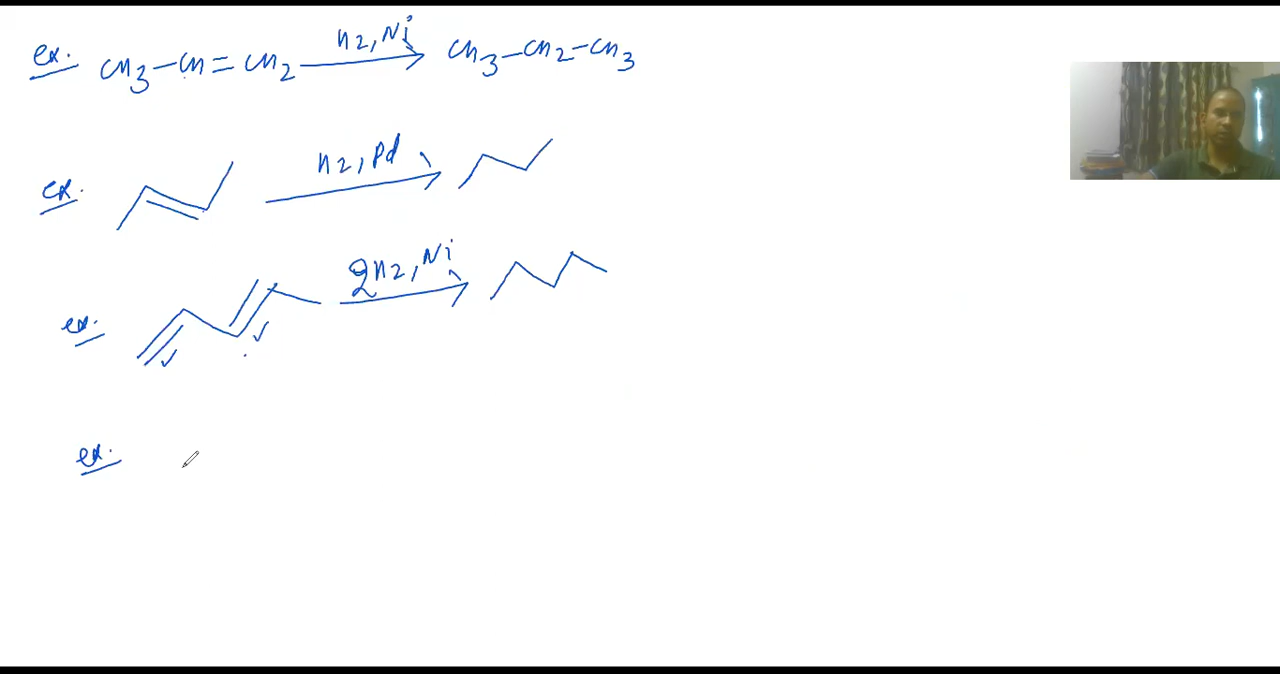 ex. CH3-CH=CH2 H2, Ni CH3-CH2-CH3
ex. H2, Pd
ex. 2H2, Ni
ex.